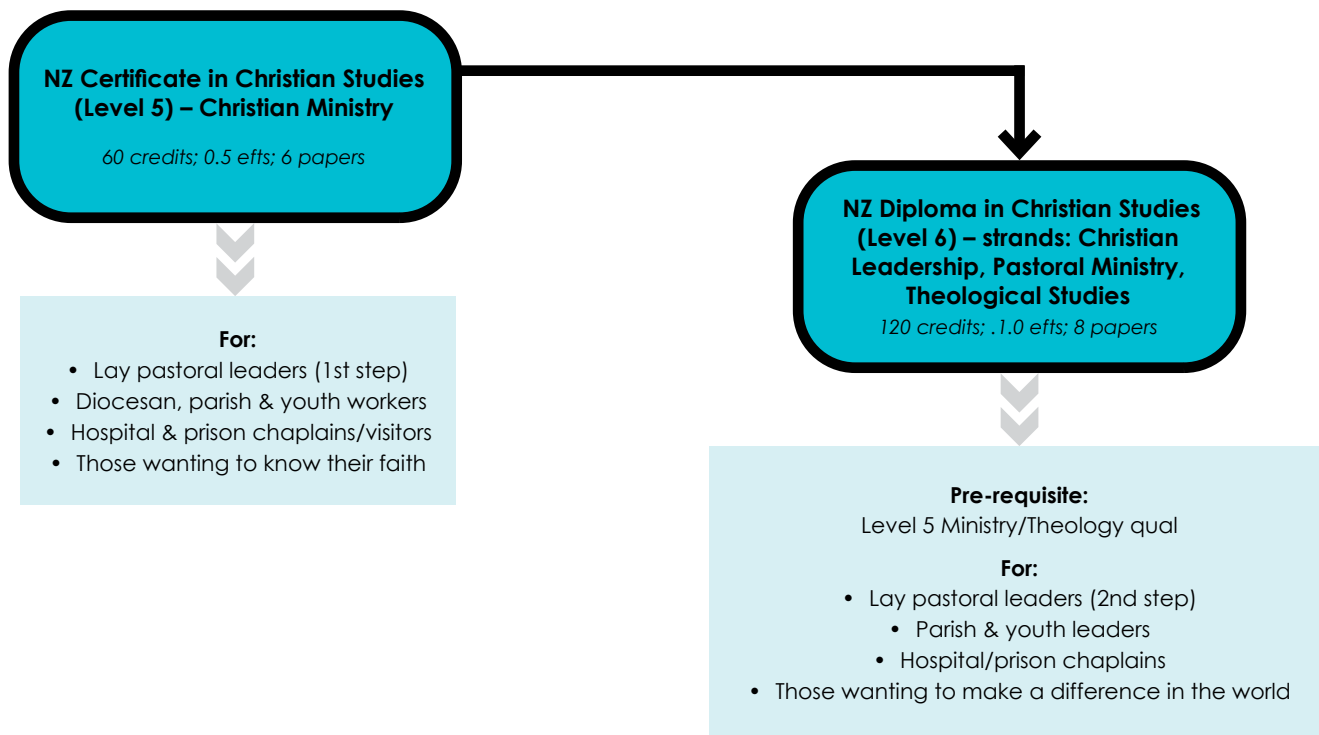 NZ Certificate in Christian Studies
(Level 5) – Christian Ministry
60 credits; 0.5 efts; 6 papers
For:
• Lay pastoral leaders (1st step)
• Diocesan, parish & youth workers
• Hospital & prison chaplains/visitors
• Those wanting to know their faith
NZ Diploma in Christian Studies
(Level 6) – strands: Christian
Leadership, Pastoral Ministry,
Theological Studies
120 credits; .1.0 efts; 8 papers
Pre-requisite:
Level 5 Ministry/Theology qual
For:
• Lay pastoral leaders (2nd step)
• Parish & youth leaders
• Hospital/prison chaplains
• Those wanting to make a difference in the world